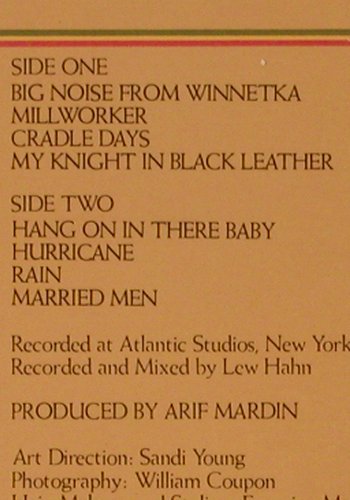 SIDE ONE
BIG NOISE FROM WINNETKA
MILLWORKER
CRADLE DAYS
MY KNIGHT IN BLACK LEATHER
SIDE TWO
HANG ON IN THERE BABY
HURRICANE
RAIN
MARRIED MEN
Recorded at Atlantic Studios, New York
Recorded and Mixed by Lew Hahn
PRODUCED BY ARIF MARDIN
Art Direction: Sandi Young
Photography: William Coupon